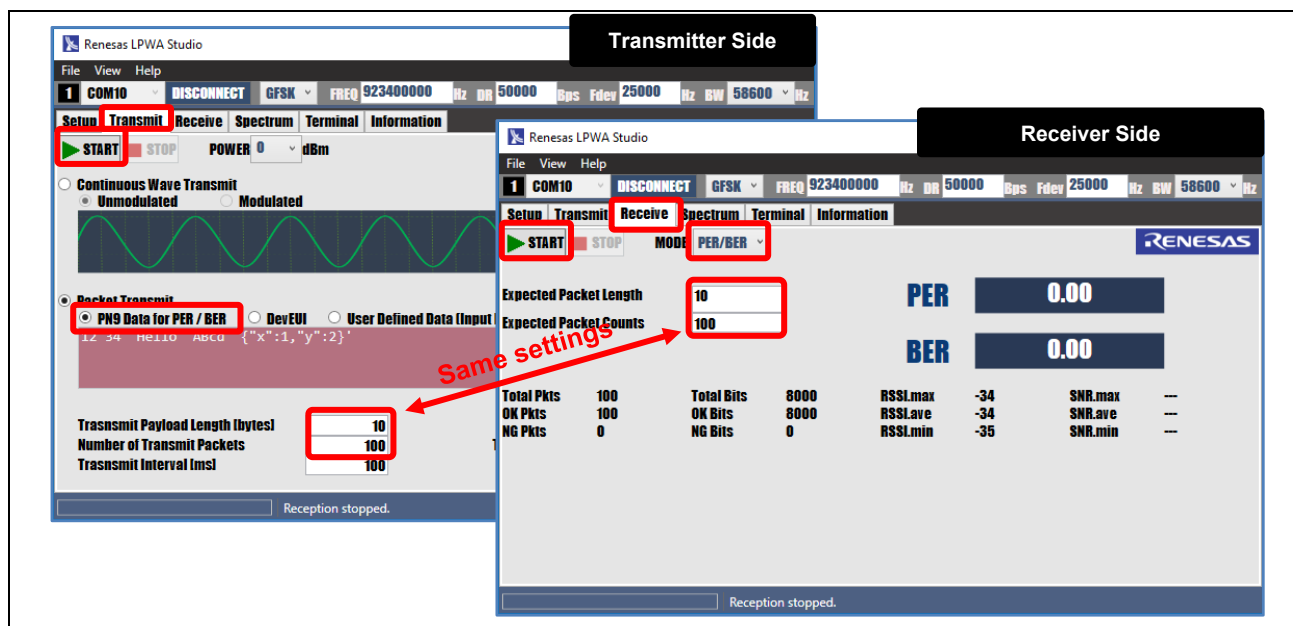 Transmitter Side
Renesas LPWA Studio
File View Help
1 COM10 DISCONNECT GFSK FREQ 923400000 Hz DR 50000 Bps Fdev 25000 Hz BW 58600 Hz
Setup Transmit Receive Spectrum Terminal Information
START STOP POWER 0 dBm
Continuous Wave Transmit
Unmodulated Modulated
Packet Transmit
PN9 Data for PER / BER DevEUI User Defined Data (Input
12 34 "Hello" "ABcd" '{"x":1,"y":2}'
Trasnsmit Payload Length [bytes] 10
Number of Transmit Packets 100
Trasnsmit Interval [ms] 100
Reception stopped.
Same settings
Receiver Side
Renesas LPWA Studio
File View Help
1 COM10 DISCONNECT GFSK FREQ 923400000 Hz DR 50000 Bps Fdev 25000 Hz BW 58600 Hz
Setup Transmit Receive Spectrum Terminal Information
START STOP MODE PER/BER
RENESAS
Expected Packet Length 10
Expected Packet Counts 100
PER 0.00
BER 0.00
Total Pkts 100 Total Bits 8000 RSSI.max -34 SNR.max ---
OK Pkts 100 OK Bits 8000 RSSI.ave -34 SNR.ave ---
NG Pkts 0 NG Bits 0 RSSI.min -35 SNR.min ---
Reception stopped.